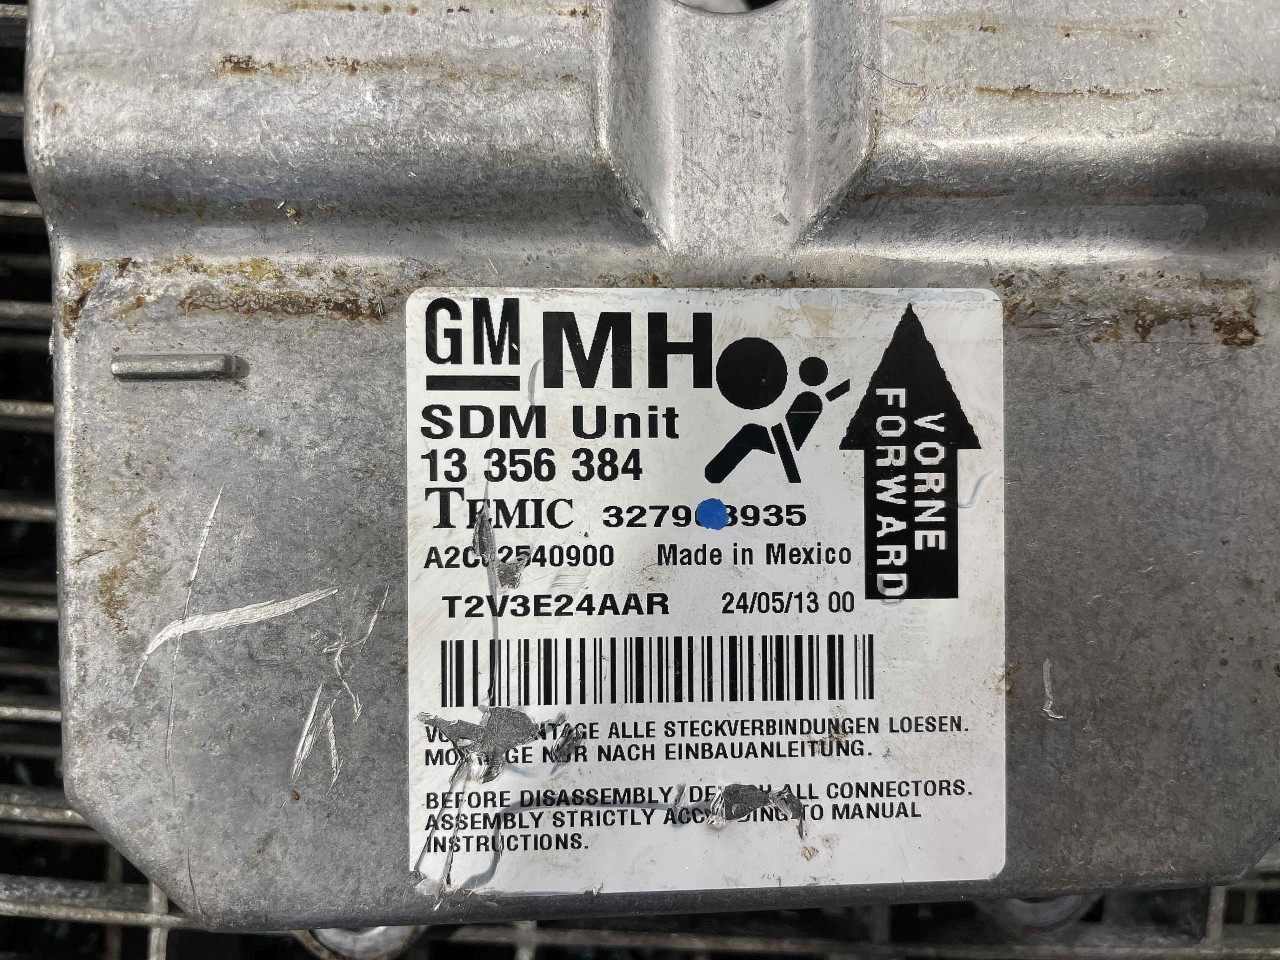 GM MH
SDM Unit
13 356 384
TEMIC
Made in Mexico
T2V3E24AAR 24/05/13 00
VORNE
FORWARD
ALLE STECKVERBINDUNGEN LOESEN.
NUR NACH EINBAUANLEITUNG.
BEFORE DISASSEMBLY, ALL CONNECTORS.
ASSEMBLY STRICTLY TO MANUAL
INSTRUCTIONS.